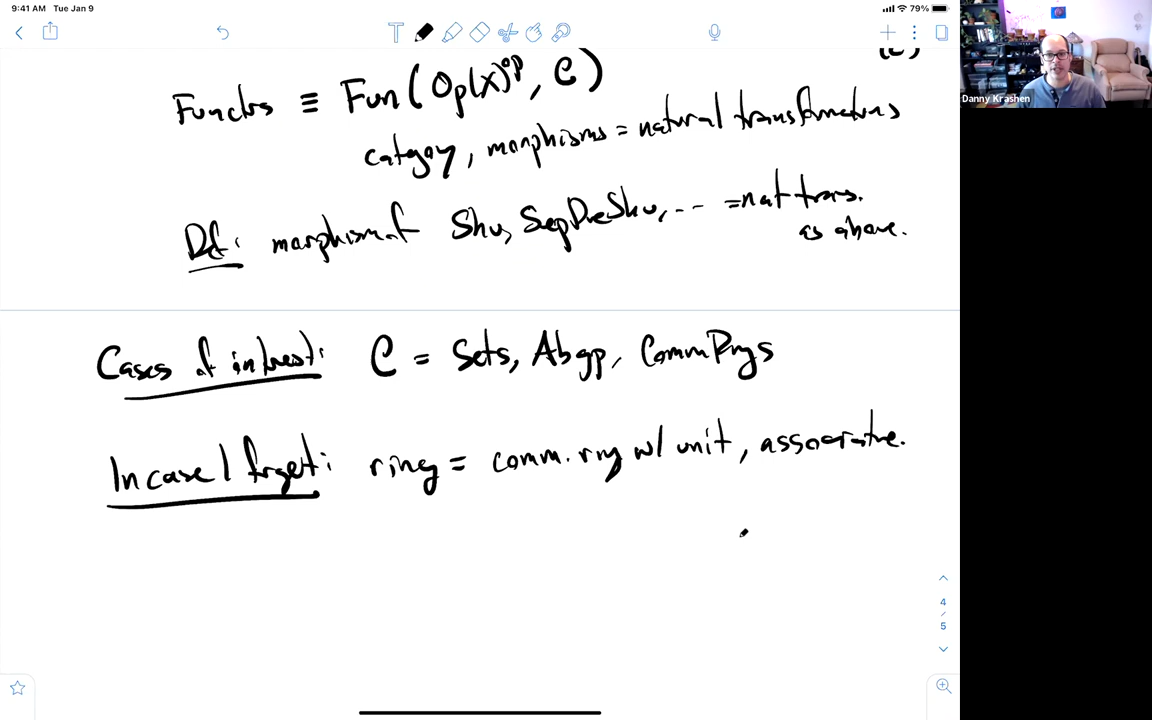 9:41 AM Tue Jan 9
79%
Functors ≡ Fun(Op(X)^op, C)
category, morphisms = natural transformations
Df: morphism of Shv, SepPreShv, ... = nat trans.
as above.
Cases of interest: C = Sets, Abgp, CommRngs
In case I forget: ring = comm. rng w/ unit, associative.
Danny Krashen
4
/
5